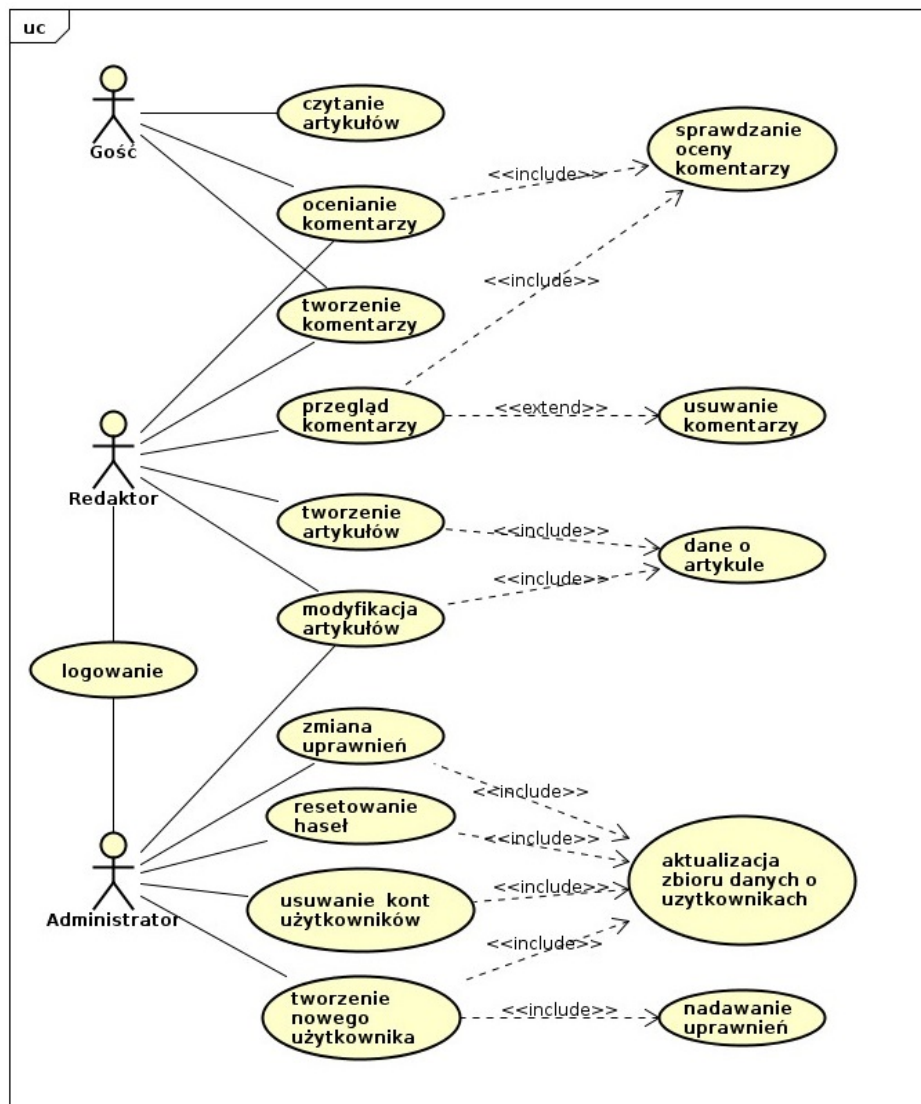 uc
Gość
czytanie
artykułów
sprawdzanie
oceny
komentarzy
<<include>>
ocenianie
komentarzy
<<include>>
tworzenie
komentarzy
przegląd
komentarzy
<<extend>>
usuwanie
komentarzy
Redaktor
tworzenie
artykułów
<<include>>
dane o
artykule
<<include>>
modyfikacja
artykułów
logowanie
zmiana
uprawnień
<<include>>
resetowanie
haseł
<<include>>
aktualizacja
zbioru danych o
uzytkownikach
Administrator
usuwanie kont
użytkowników
<<include>>
<<include>>
tworzenie
nowego
użytkownika
<<include>>
nadawanie
uprawnień